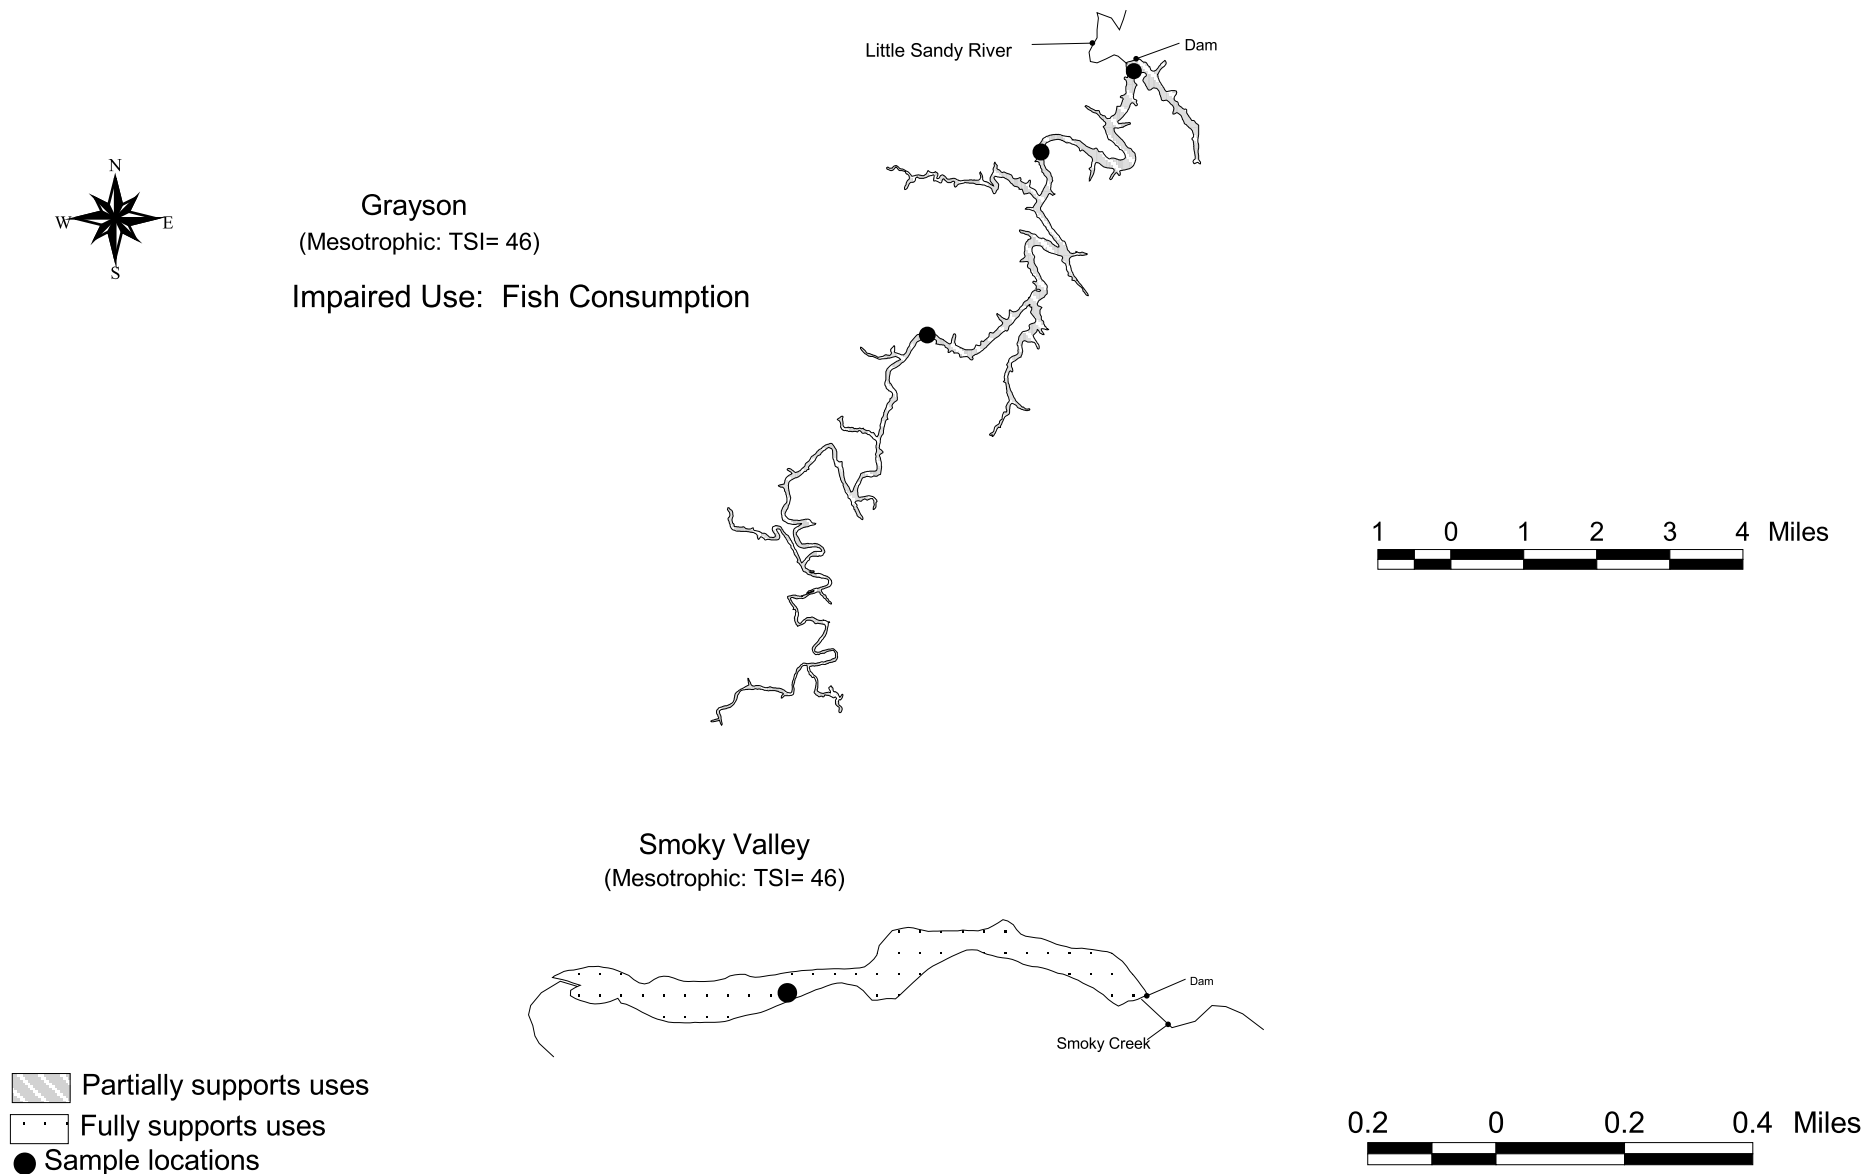 Little Sandy River
Dam
N
W E
S
Grayson
(Mesotrophic: TSI= 46)
Impaired Use: Fish Consumption
1 0 1 2 3 4 Miles
Smoky Valley
(Mesotrophic: TSI= 46)
Dam
Smoky Creek
Partially supports uses
Fully supports uses
Sample locations
0.2 0 0.2 0.4 Miles